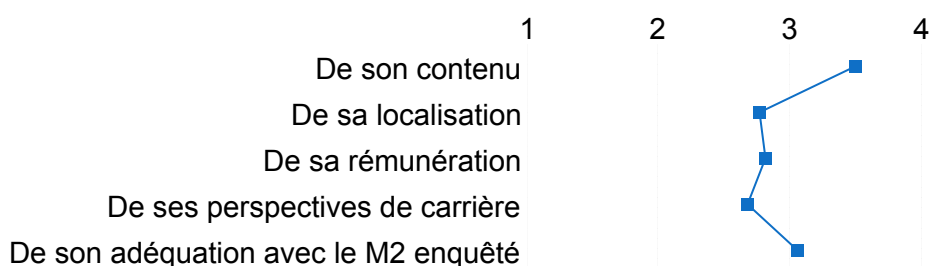 1 2 3 4
De son contenu
De sa localisation
De sa rémunération
De ses perspectives de carrière
De son adéquation avec le M2 enquêté